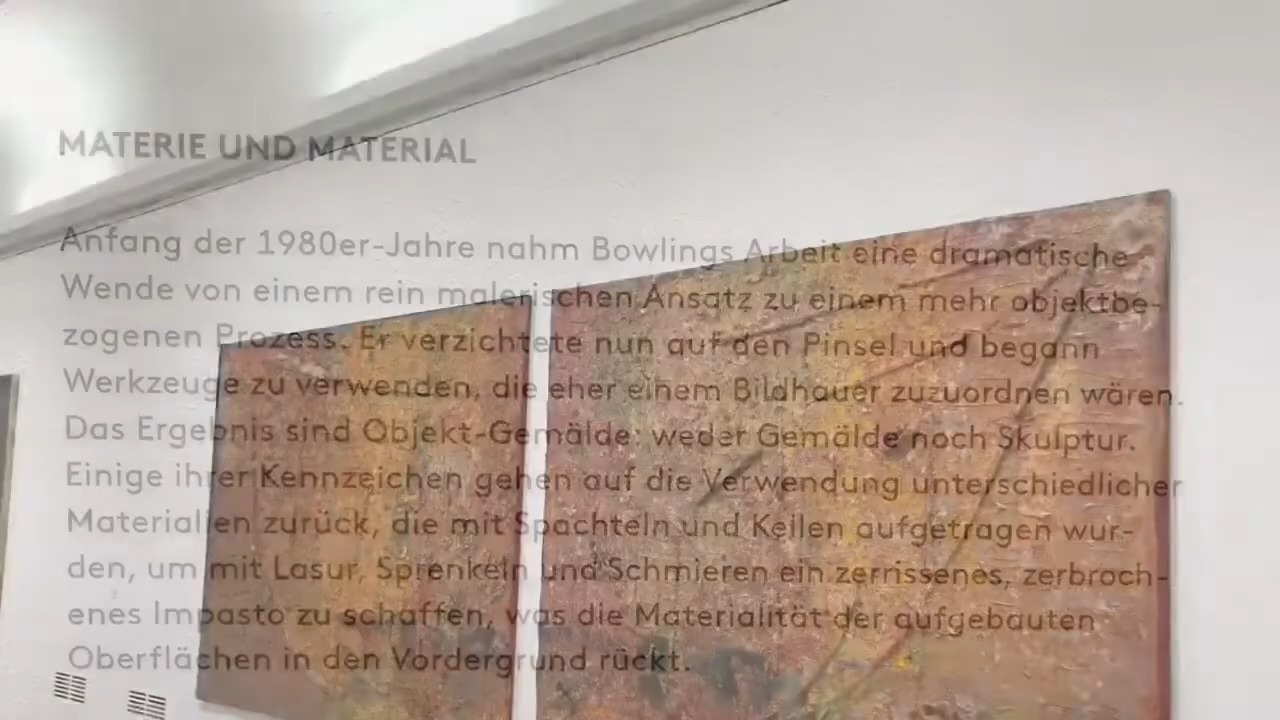 MATERIE UND MATERIAL
Anfang der 1980er-Jahre nahm Bowlings Arbeit eine dramatische
Wende von einem rein malerischen Ansatz zu einem mehr objektbe-
zogenen Prozess. Er verzichtete nun auf den Pinsel und begann
Werkzeuge zu verwenden, die eher einem Bildhauer zuzuordnen wären.
Das Ergebnis sind Objekt-Gemälde: weder Gemälde noch Skulptur.
Einige ihrer Kennzeichen gehen auf die Verwendung unterschiedlicher
Materialien zurück, die mit Spachteln und Kellen aufgetragen wur-
den, um mit Lasur, Sprenkeln und Schmieren ein zerrissenes, zerbroch-
enes Impasto zu schaffen, was die Materialität der aufgebauten
Oberflächen in den Vordergrund rückt.